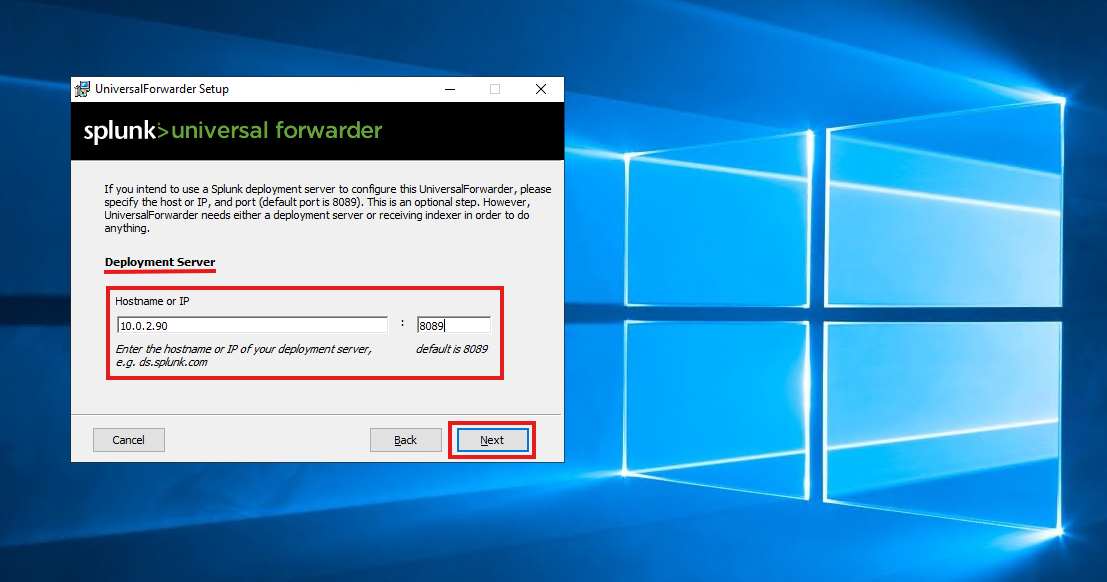 UniversalForwarder Setup
splunk>universal forwarder
If you intend to use a Splunk deployment server to configure this UniversalForwarder, please
specify the host or IP, and port (default port is 8089). This is an optional step. However,
UniversalForwarder needs either a deployment server or receiving indexer in order to do
anything.
Deployment Server
Hostname or IP
10.0.2.90 : 8089
Enter the hostname or IP of your deployment server, default is 8089
e.g. ds.splunk.com
Cancel Back Next